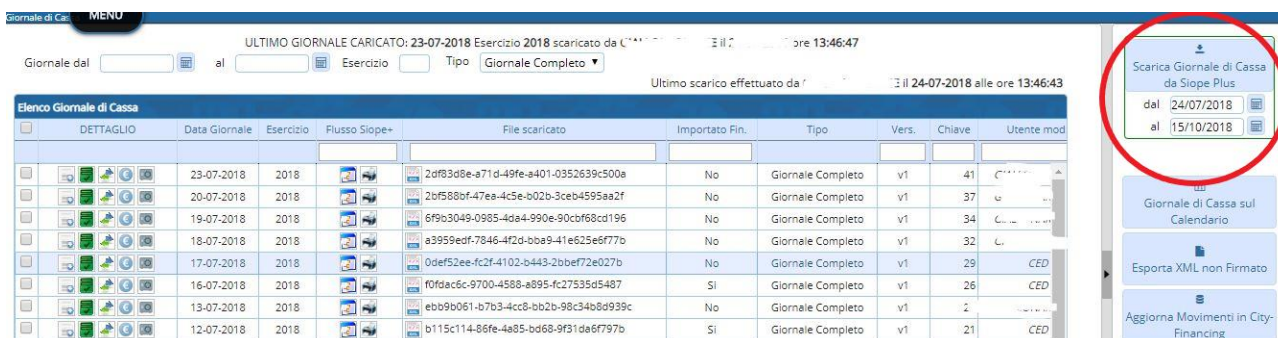 Giornale di Cas
MENU
ULTIMO GIORNALE CARICATO: 23-07-2018 Esercizio 2018 scaricato da il ore 13:46:47
Giornale dal al Esercizio Tipo Giornale Completo
Ultimo scarico effettuato da il 24-07-2018 alle ore 13:46:43
Elenco Giornale di Cassa
DETTAGLIO Data Giornale Esercizio Flusso Siope+ File scaricato Importato Fin. Tipo Vers. Chiave Utente mod
23-07-2018 2018 2df83d8e-a71d-49fe-a401-0352639c500a No Giornale Completo v1 41
20-07-2018 2018 2bf588bf-47ea-4c5e-b02b-3ceb4595aa2f No Giornale Completo v1 37
19-07-2018 2018 6f9b3049-0985-4da4-990e-90cbf68cd196 No Giornale Completo v1 34
18-07-2018 2018 a3959edf-7846-4f2d-bba9-41e625e6f77b No Giornale Completo v1 32
17-07-2018 2018 0def52ee-fc2f-4102-b443-2bbef72e027b No Giornale Completo v1 29 CED
16-07-2018 2018 f0fdac6c-9700-4588-a895-fc27535d5487 Si Giornale Completo v1 26 CED
13-07-2018 2018 ebb9b061-b7b3-4cc8-bb2b-98c34b8d939c No Giornale Completo v1
12-07-2018 2018 b115c114-86fe-4a85-bd68-9f31da6f797b Si Giornale Completo v1 21 CED
Scarica Giornale di Cassa
da Siope Plus
dal 24/07/2018
al 15/10/2018
Giornale di Cassa sul
Calendario
Esporta XML non Firmato
Aggiorna Movimenti in City-
Financing